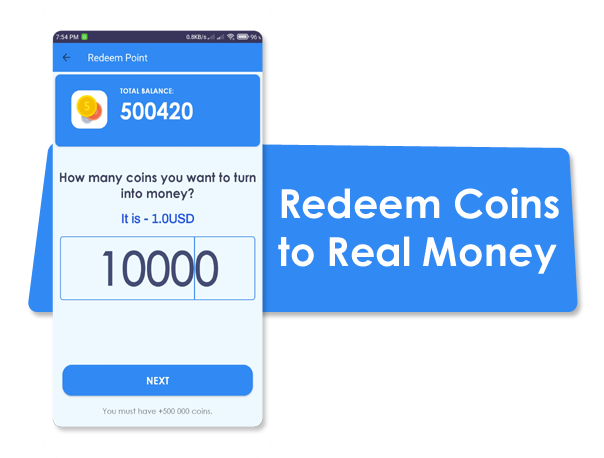 7:54 PM 0.8KB/s 96
Redeem Point
TOTAL BALANCE:
5
500420
How many coins you want to turn
into money?
It is - 1.0USD
10000
NEXT
You must have +500 000 coins.
Redeem Coins
to Real Money